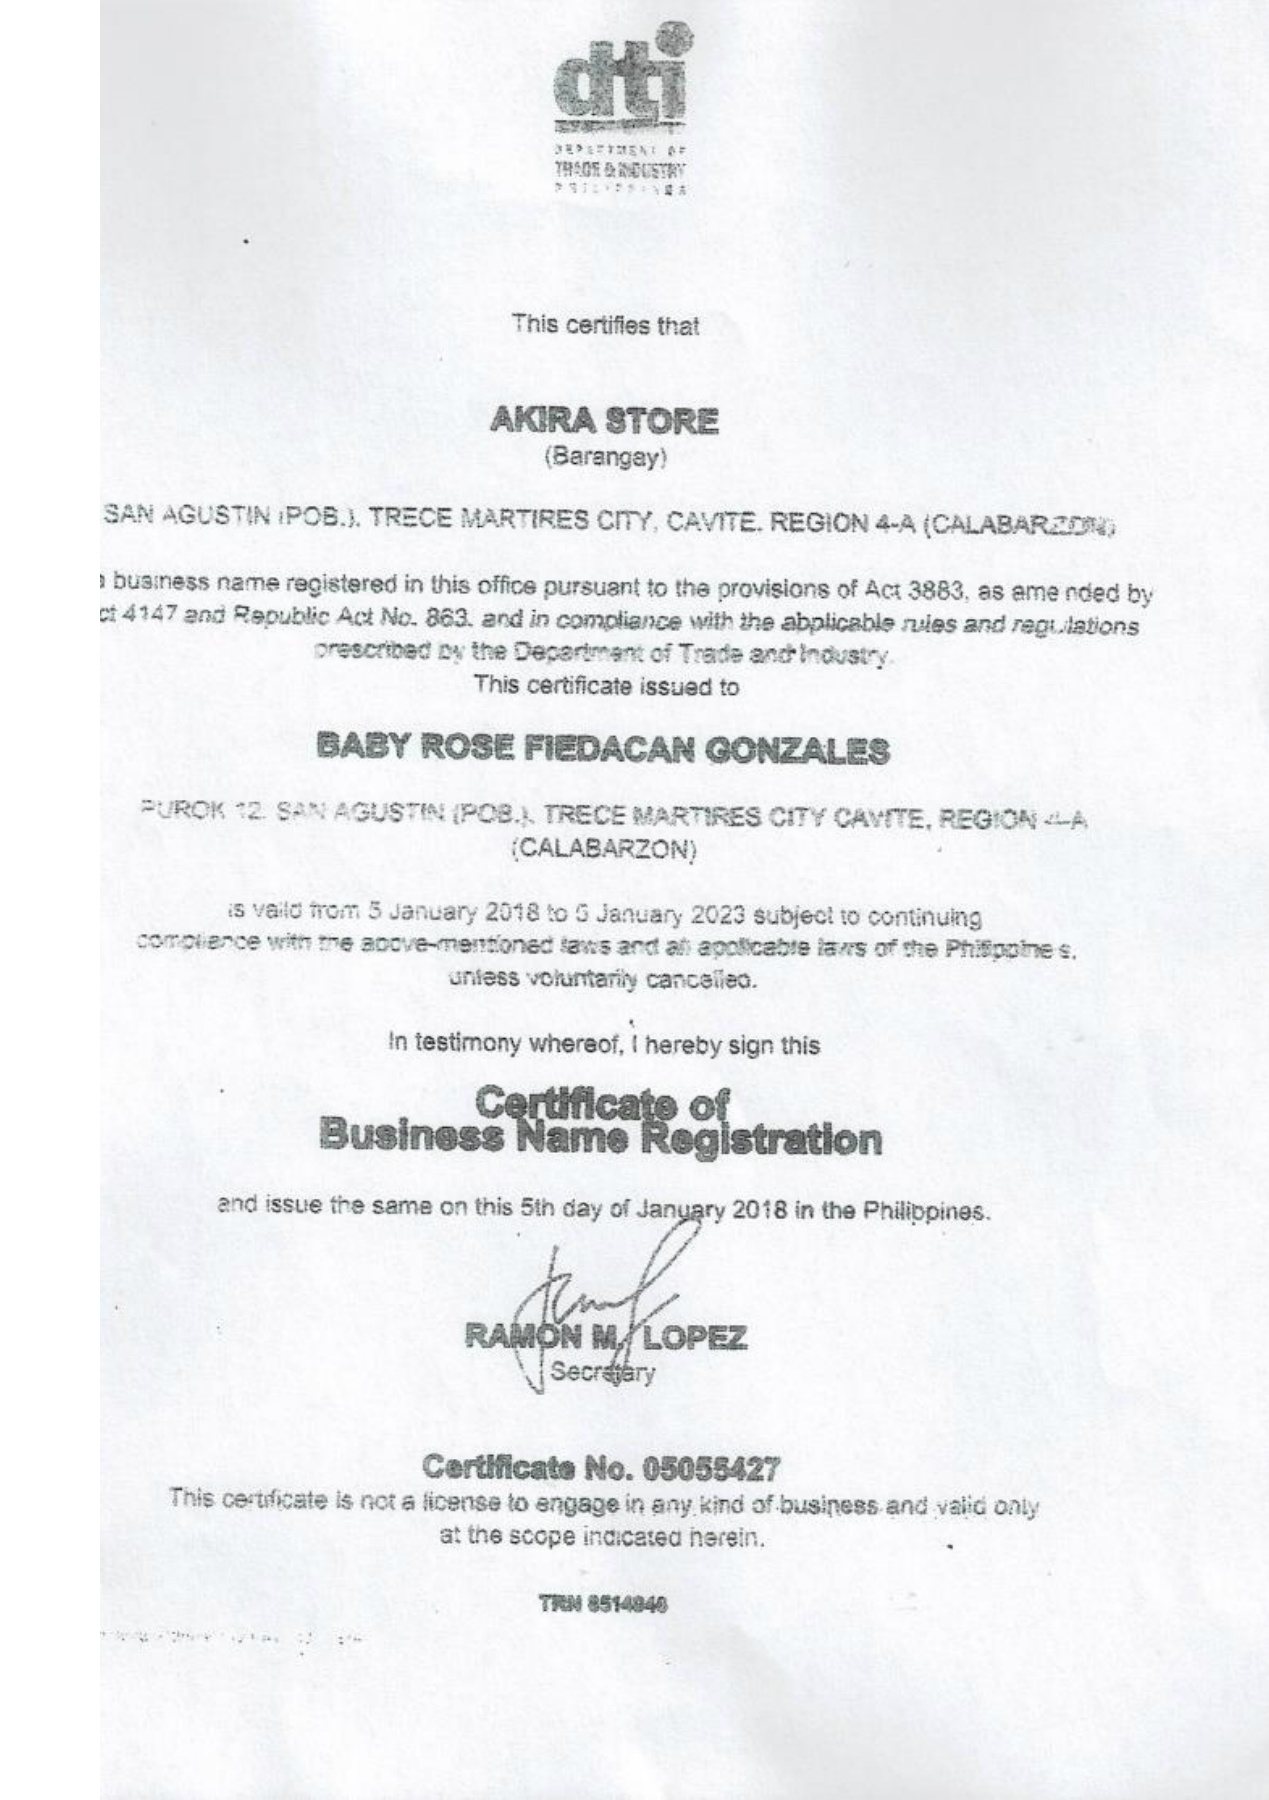 dti
DEPARTMENT OF
TRADE & INDUSTRY
PHILIPPINES
This certifies that
AKIRA STORE
(Barangay)
SAN AGUSTIN (POB.), TRECE MARTIRES CITY, CAVITE, REGION 4-A (CALABARZON)
business name registered in this office pursuant to the provisions of Act 3883, as ame nded by
ct 4147 and Republic Act No. 863, and in compliance with the applicable rules and regulations
prescribed by the Department of Trade and Industry.
This certificate issued to
BABY ROSE FIEDACAN GONZALES
PUROK 12, SAN AGUSTIN (POB.), TRECE MARTIRES CITY CAVITE, REGION 4-A
(CALABARZON)
is valid from 5 January 2018 to 5 January 2023 subject to continuing
compliance with the above-mentioned laws and all applicable laws of the Philippine s,
unless voluntarily cancelled.
In testimony whereof, I hereby sign this
Certificate of
Business Name Registration
and issue the same on this 5th day of January 2018 in the Philippines.
RAMON M. LOPEZ
Secretary
Certificate No. 05055427
This certificate is not a license to engage in any kind of business and valid only
at the scope indicated herein.
TRN